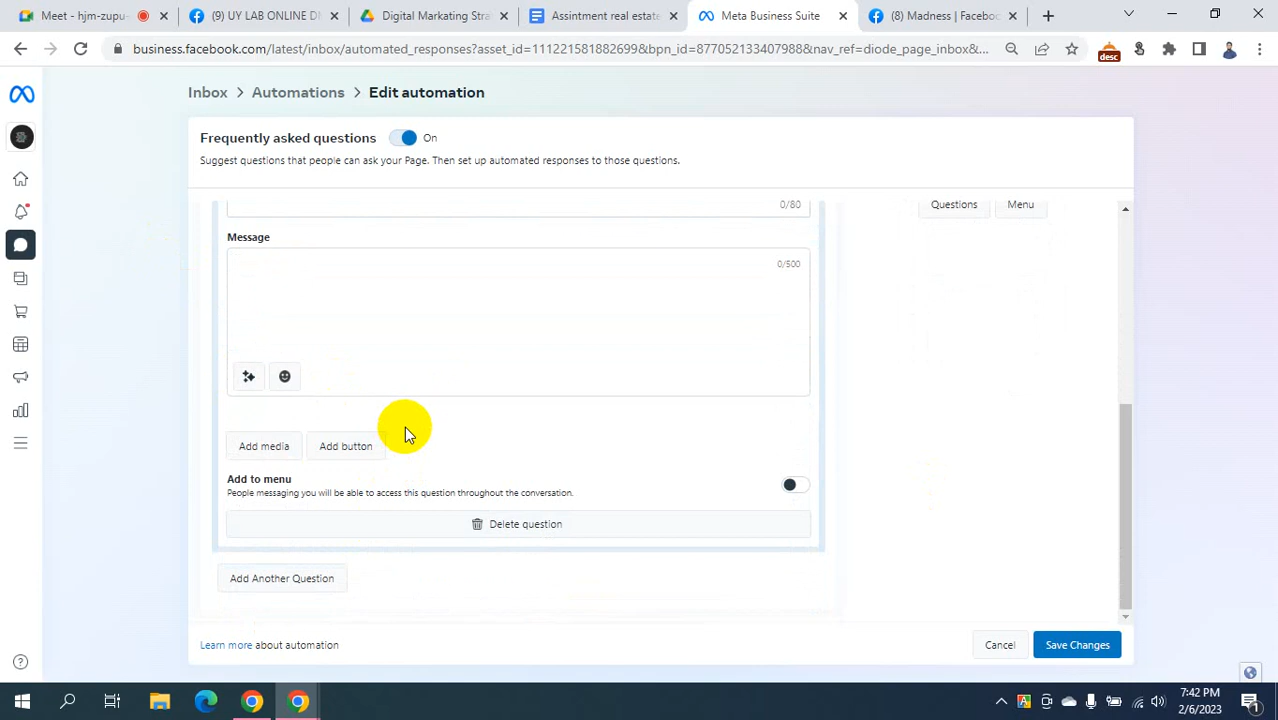 Meet - hjm-zupu-
(9) UY LAB ONLINE DI
Digital Markating Stra
Assintment real estate
Meta Business Suite
(8) Madness | Facebo
business.facebook.com/latest/inbox/automated_responses?asset_id=111221581882699&bpn_id=877052133407988&nav_ref=diode_page_inbox&...
desc
Inbox > Automations > Edit automation
Frequently asked questions On
Suggest questions that people can ask your Page. Then set up automated responses to those questions.
0/80
Questions Menu
Message
0/500
Add media Add button
Add to menu
People messaging you will be able to access this question throughout the conversation.
Delete question
Add Another Question
Learn more about automation
Cancel Save Changes
7:42 PM
2/6/2023